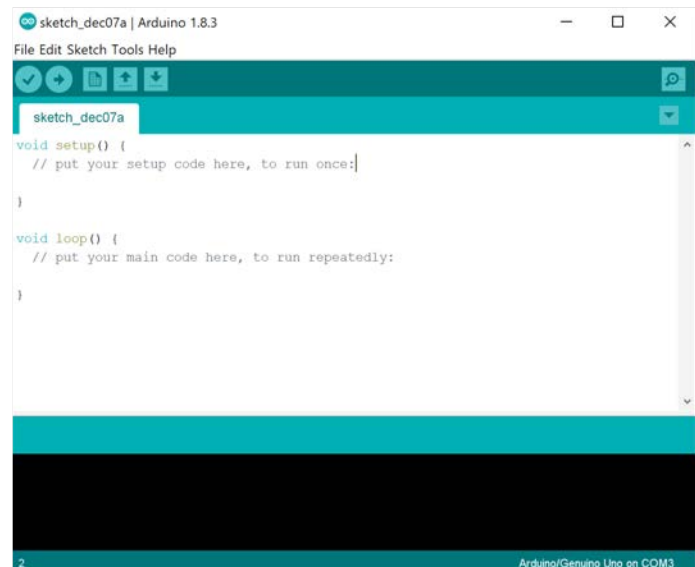 sketch_dec07a | Arduino 1.8.3
File Edit Sketch Tools Help
sketch_dec07a
void setup() {
  // put your setup code here, to run once:

}

void loop() {
  // put your main code here, to run repeatedly:

}
2
Arduino/Genuino Uno on COM3